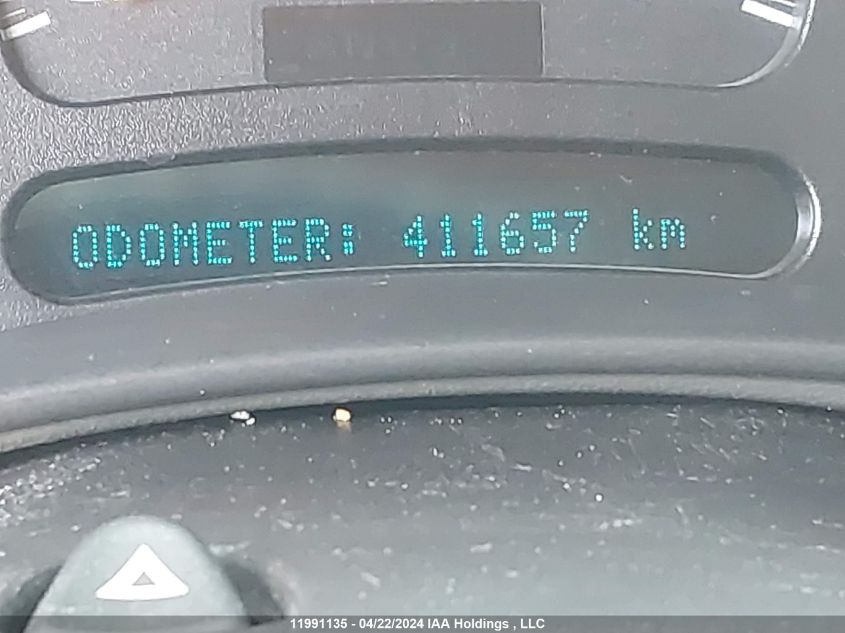 ODOMETER: 411657 km
11991135 - 04/22/2024 IAA Holdings , LLC